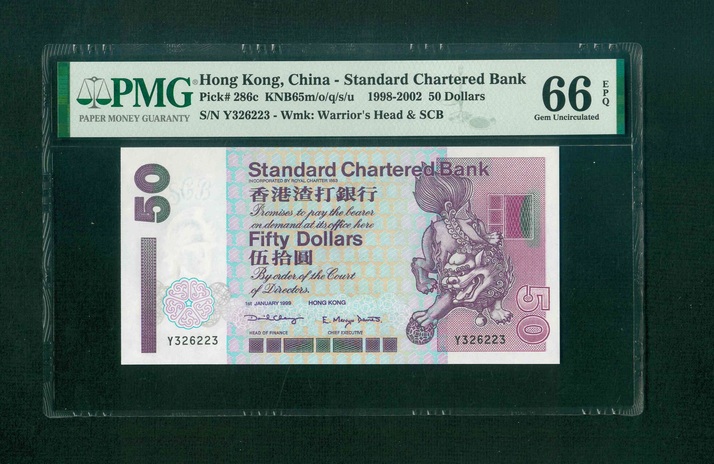 PMG
PAPER MONEY GUARANTY
Hong Kong, China - Standard Chartered Bank
Pick# 286c KNB65m/o/q/s/u 1998-2002 50 Dollars
S/N Y326223 - Wmk: Warrior's Head & SCB
66
EPQ
Gem Uncirculated
50
SCB
Standard Chartered Bank
INCORPORATED BY ROYAL CHARTER 1853
香港渣打銀行
Promises to pay the bearer
on demand at its office here
Fifty Dollars
伍拾圓
By order of the Court
of Directors.
1st JANUARY 1999 HONG KONG
HEAD OF FINANCE CHIEF EXECUTIVE
Y326223
Y326223
50